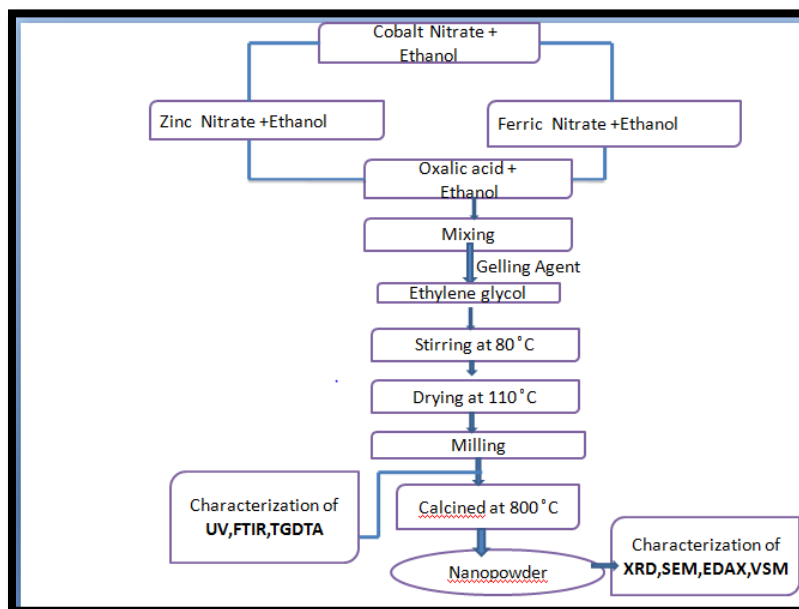 Cobalt Nitrate +
Ethanol
Zinc Nitrate +Ethanol
Ferric Nitrate +Ethanol
Oxalic acid +
Ethanol
Mixing
Gelling Agent
Ethylene glycol
Stirring at 80˚C
Drying at 110˚C
Milling
Characterization of
UV,FTIR,TGDTA
Calcined at 800˚C
Nanopowder
Characterization of
XRD,SEM,EDAX,VSM